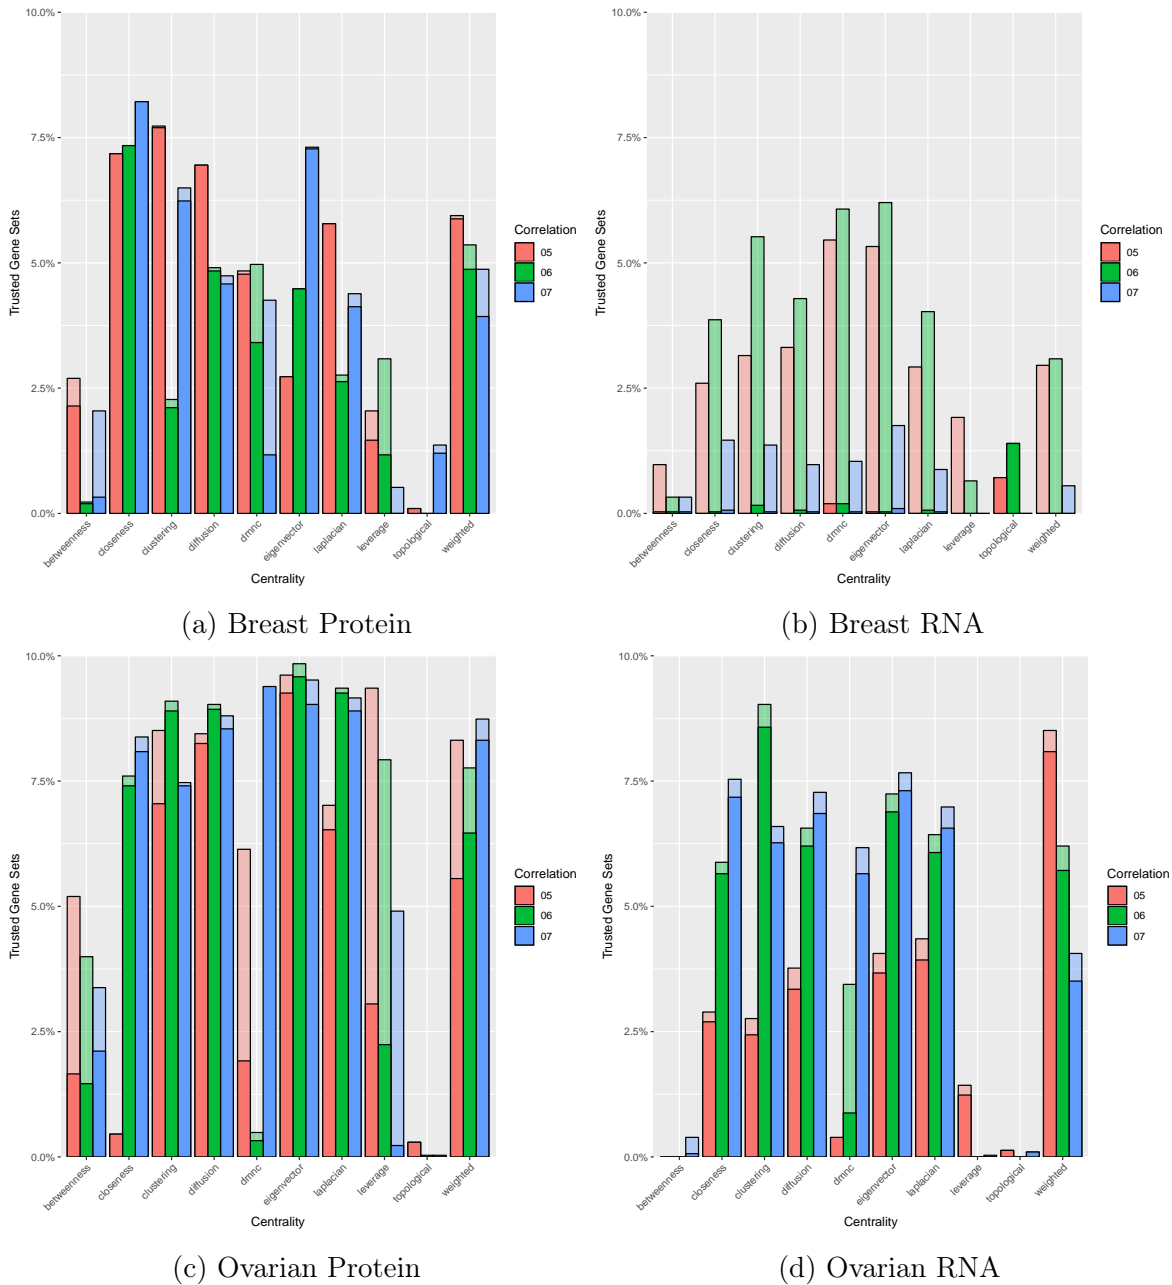 10.0%
7.5%
5.0%
2.5%
0.0%
Trusted Gene Sets
betweenness
closeness
clustering
diffusion
dmnc
eigenvector
laplacian
leverage
topological
weighted
Centrality
Correlation
05
06
07
(a) Breast Protein
10.0%
7.5%
5.0%
2.5%
0.0%
Trusted Gene Sets
betweenness
closeness
clustering
diffusion
dmnc
eigenvector
laplacian
leverage
topological
weighted
Centrality
Correlation
05
06
07
(b) Breast RNA
10.0%
7.5%
5.0%
2.5%
0.0%
Trusted Gene Sets
betweenness
closeness
clustering
diffusion
dmnc
eigenvector
laplacian
leverage
topological
weighted
Centrality
Correlation
05
06
07
(c) Ovarian Protein
10.0%
7.5%
5.0%
2.5%
0.0%
Trusted Gene Sets
betweenness
closeness
clustering
diffusion
dmnc
eigenvector
laplacian
leverage
topological
weighted
Centrality
Correlation
05
06
07
(d) Ovarian RNA